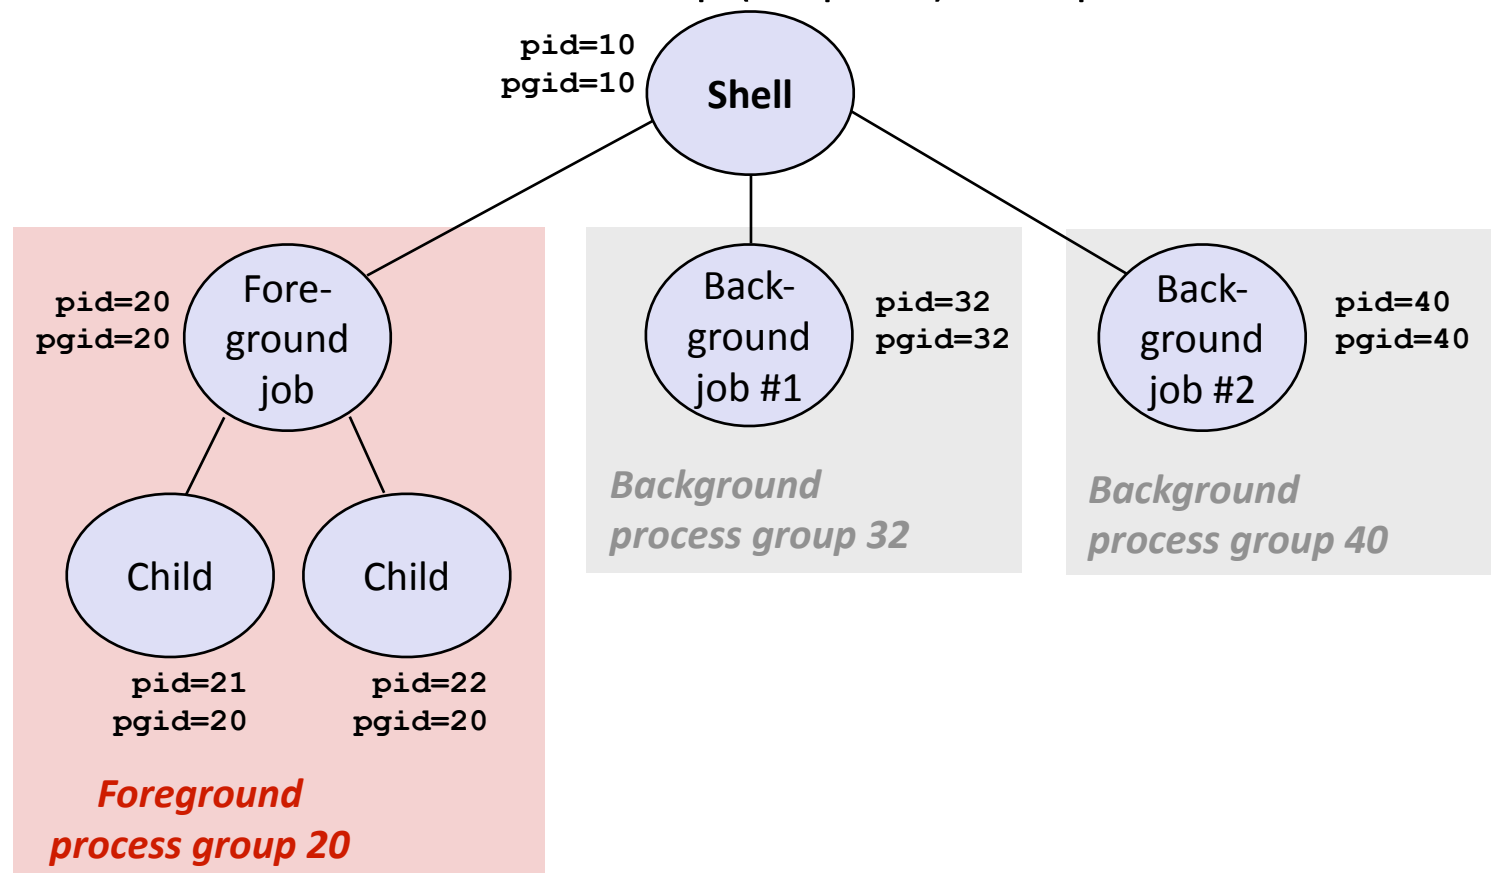 pid=10
pgid=10
Shell
pid=20
pgid=20
Fore-
ground
job
Back-
ground
job #1
pid=32
pgid=32
Back-
ground
job #2
pid=40
pgid=40
Child
Child
pid=21
pgid=20
pid=22
pgid=20
Background
process group 32
Background
process group 40
Foreground
process group 20